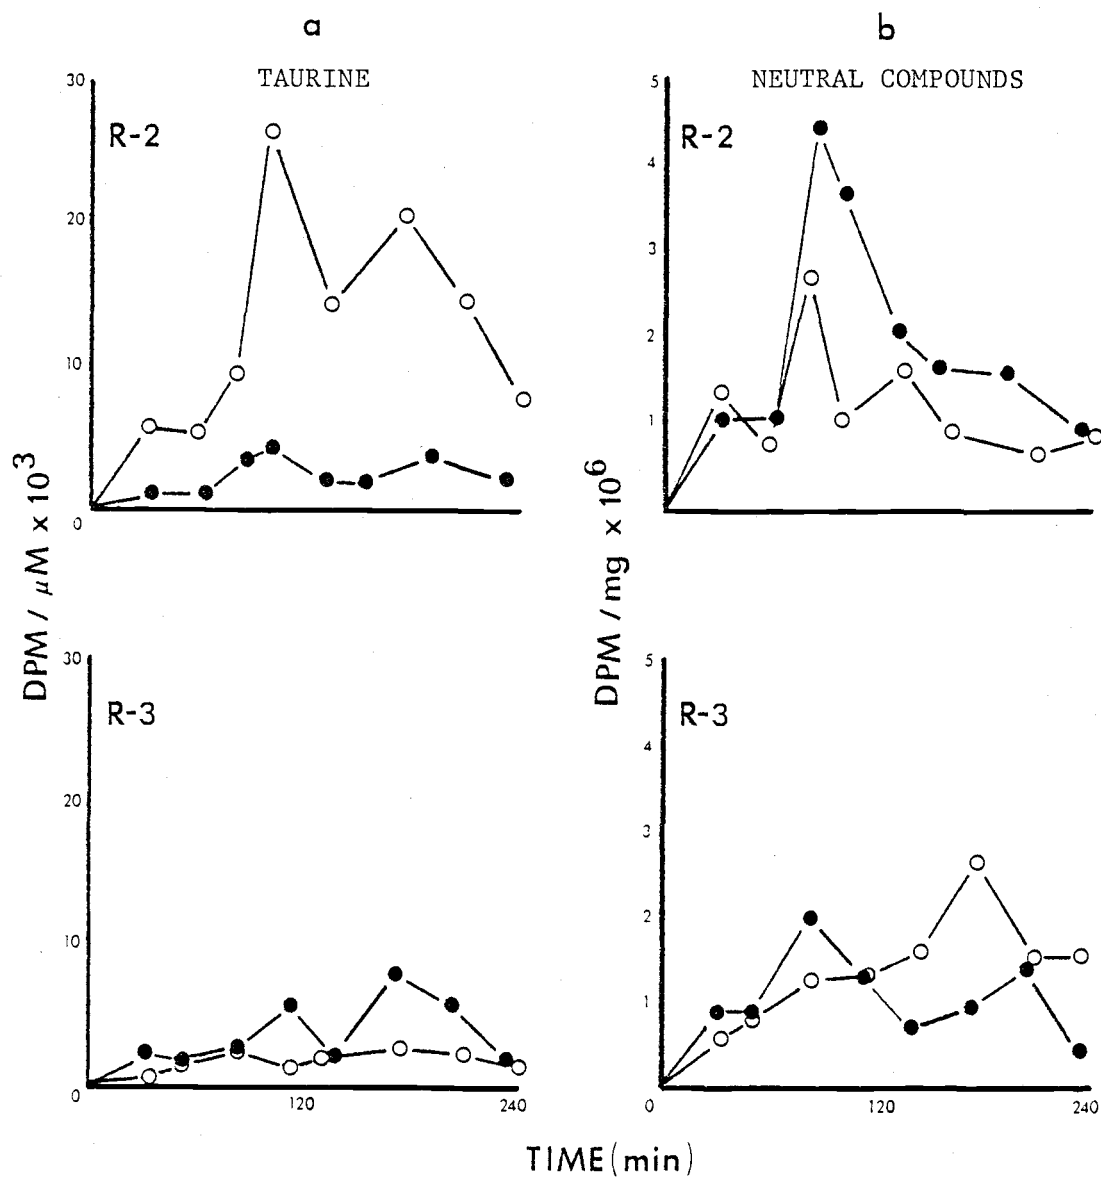 a
b
TAURINE
NEUTRAL COMPOUNDS
30
20
10
0
R-2
5
4
3
2
1
R-2
DPM / μM x 10³
DPM / mg x 10⁶
30
20
10
0
R-3
120
240
5
4
3
2
1
0
R-3
120
240
TIME (min)